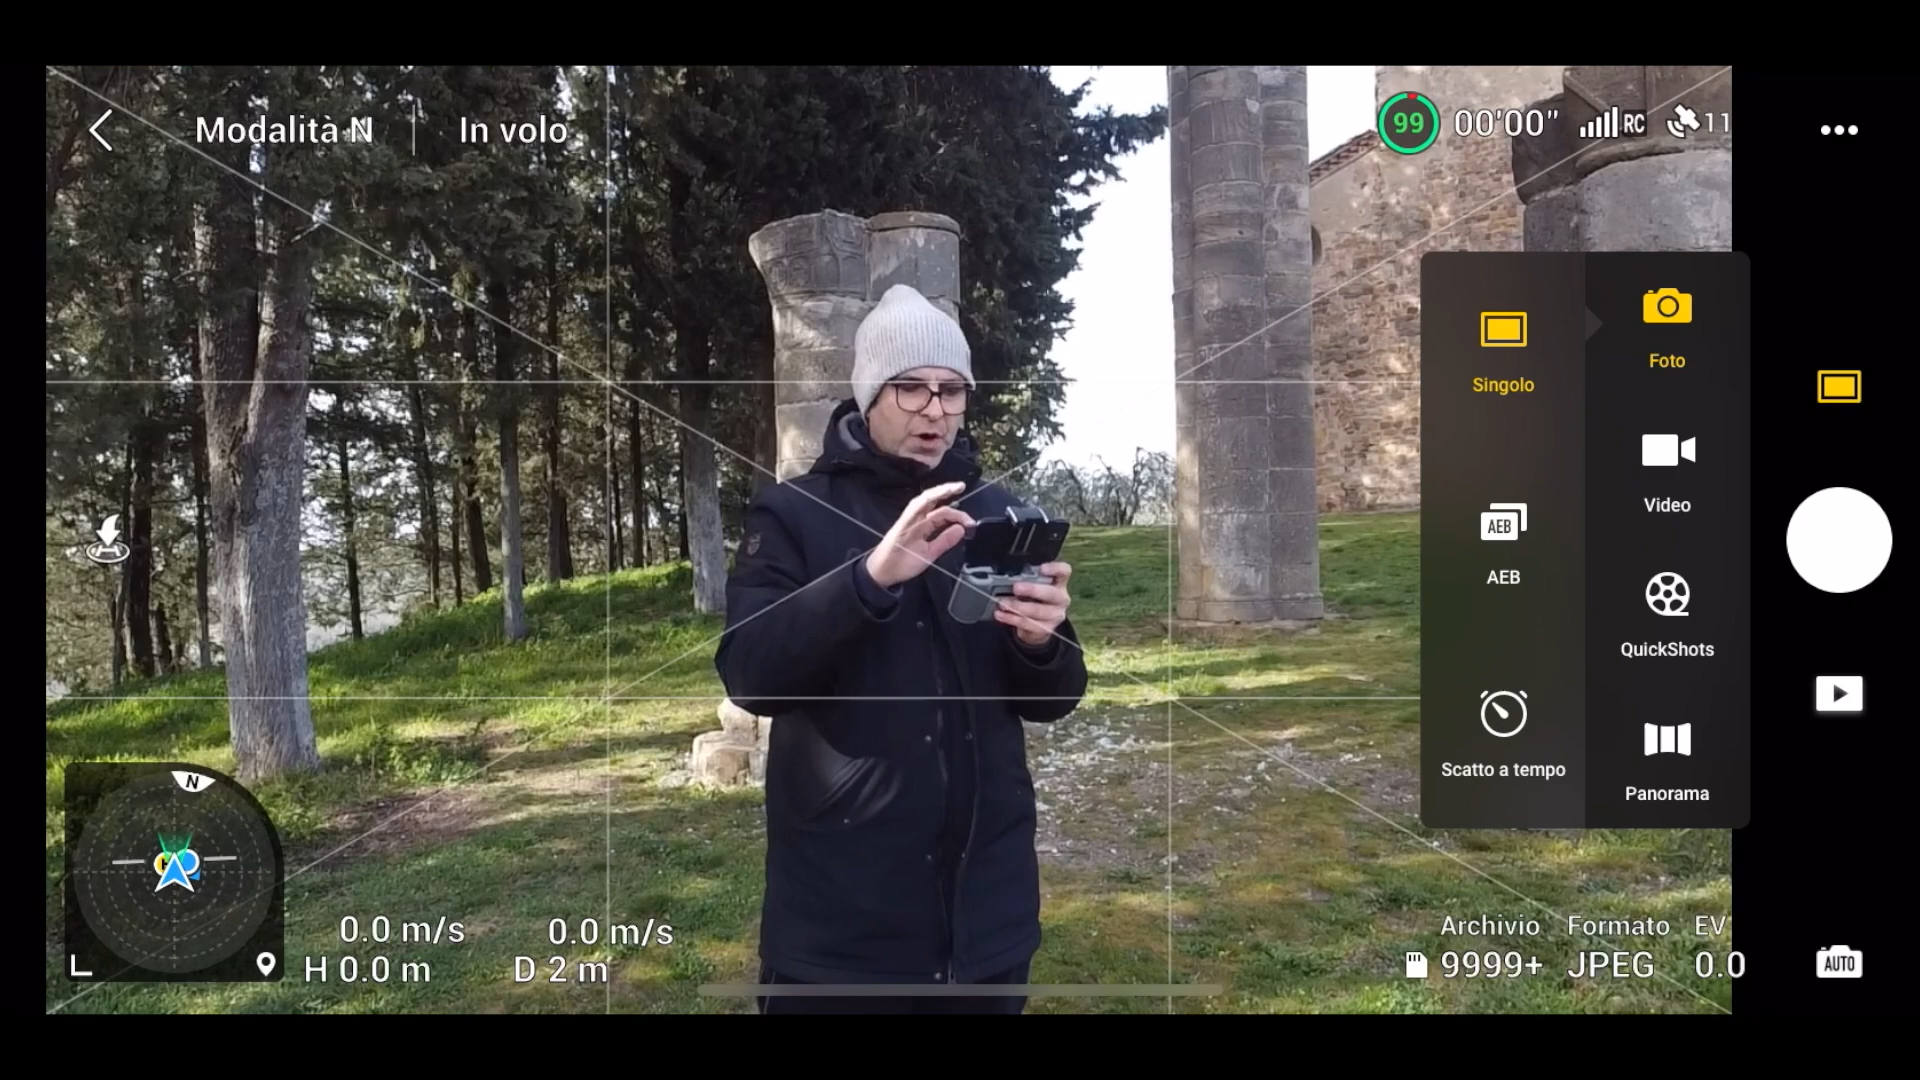 Modalità N | In volo
99 00'00" RC 11
Singolo
Foto
Video
AEB
AEB
QuickShots
Scatto a tempo
Panorama
N
0.0 m/s 0.0 m/s
H 0.0 m D 2 m
Archivio Formato EV
9999+ JPEG 0.0
AUTO